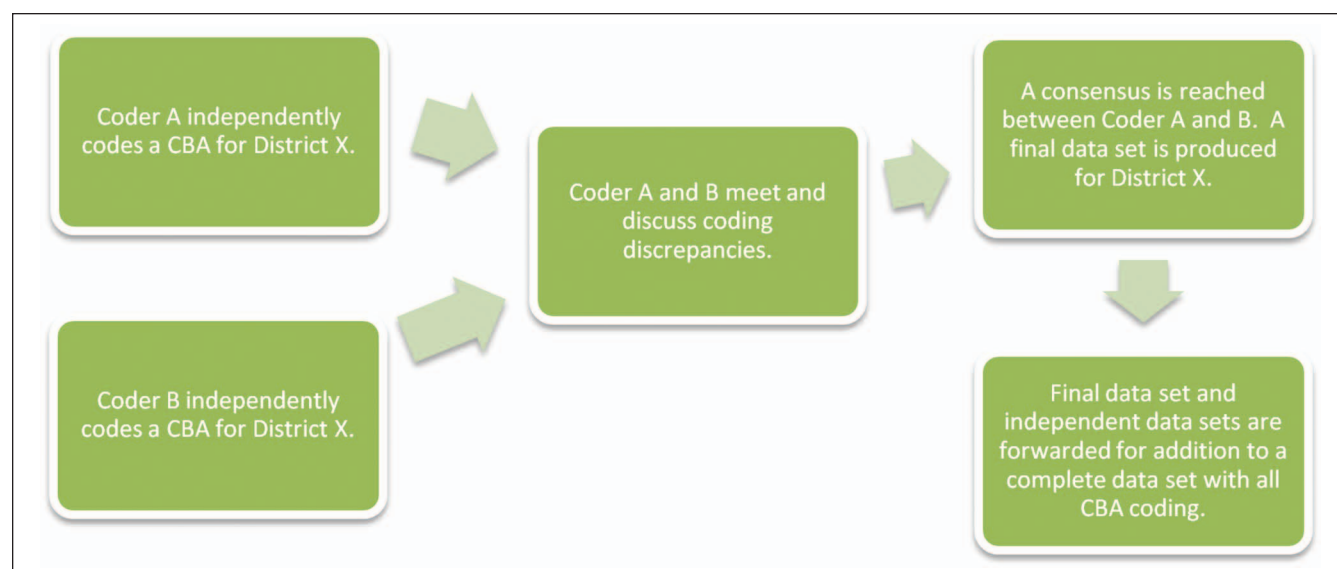 Coder A independently
codes a CBA for District X.
Coder B independently
codes a CBA for District X.
Coder A and B meet and
discuss coding
discrepancies.
A consensus is reached
between Coder A and B.  A
final data set is produced
for District X.
Final data set and
independent data sets are
forwarded for addition to a
complete data set with all
CBA coding.